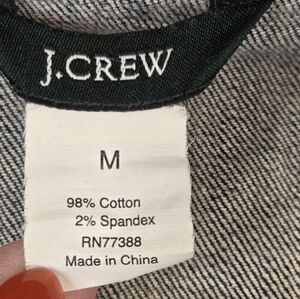 J.CREW
M
98% Cotton
2% Spandex
RN77388
Made in China